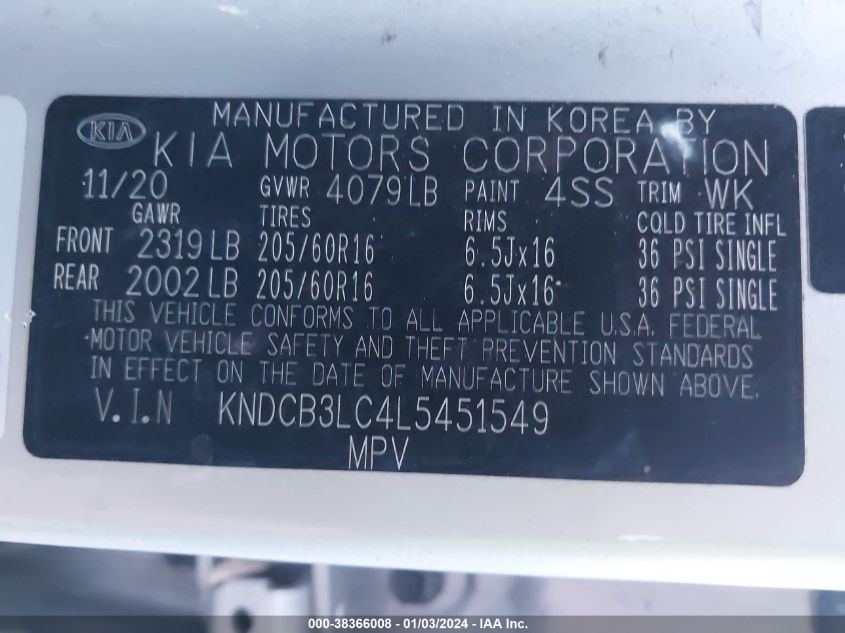 MANUFACTURED IN KOREA BY
KIA KIA MOTORS CORPORATION
11/20 GVWR 4079LB PAINT 4SS TRIM WK
GAWR TIRES RIMS COLD TIRE INFL
FRONT 2319LB 205/60R16 6.5Jx16 36 PSI SINGLE
REAR 2002LB 205/60R16 6.5Jx16 36 PSI SINGLE
THIS VEHICLE CONFORMS TO ALL APPLICABLE U.S.A. FEDERAL
MOTOR VEHICLE SAFETY AND THEFT PREVENTION STANDARDS
IN EFFECT ON THE DATE OF MANUFACTURE SHOWN ABOVE.
V.I.N KNDCB3LC4L5451549
MPV
000-38366008 - 01/03/2024 - IAA Inc.